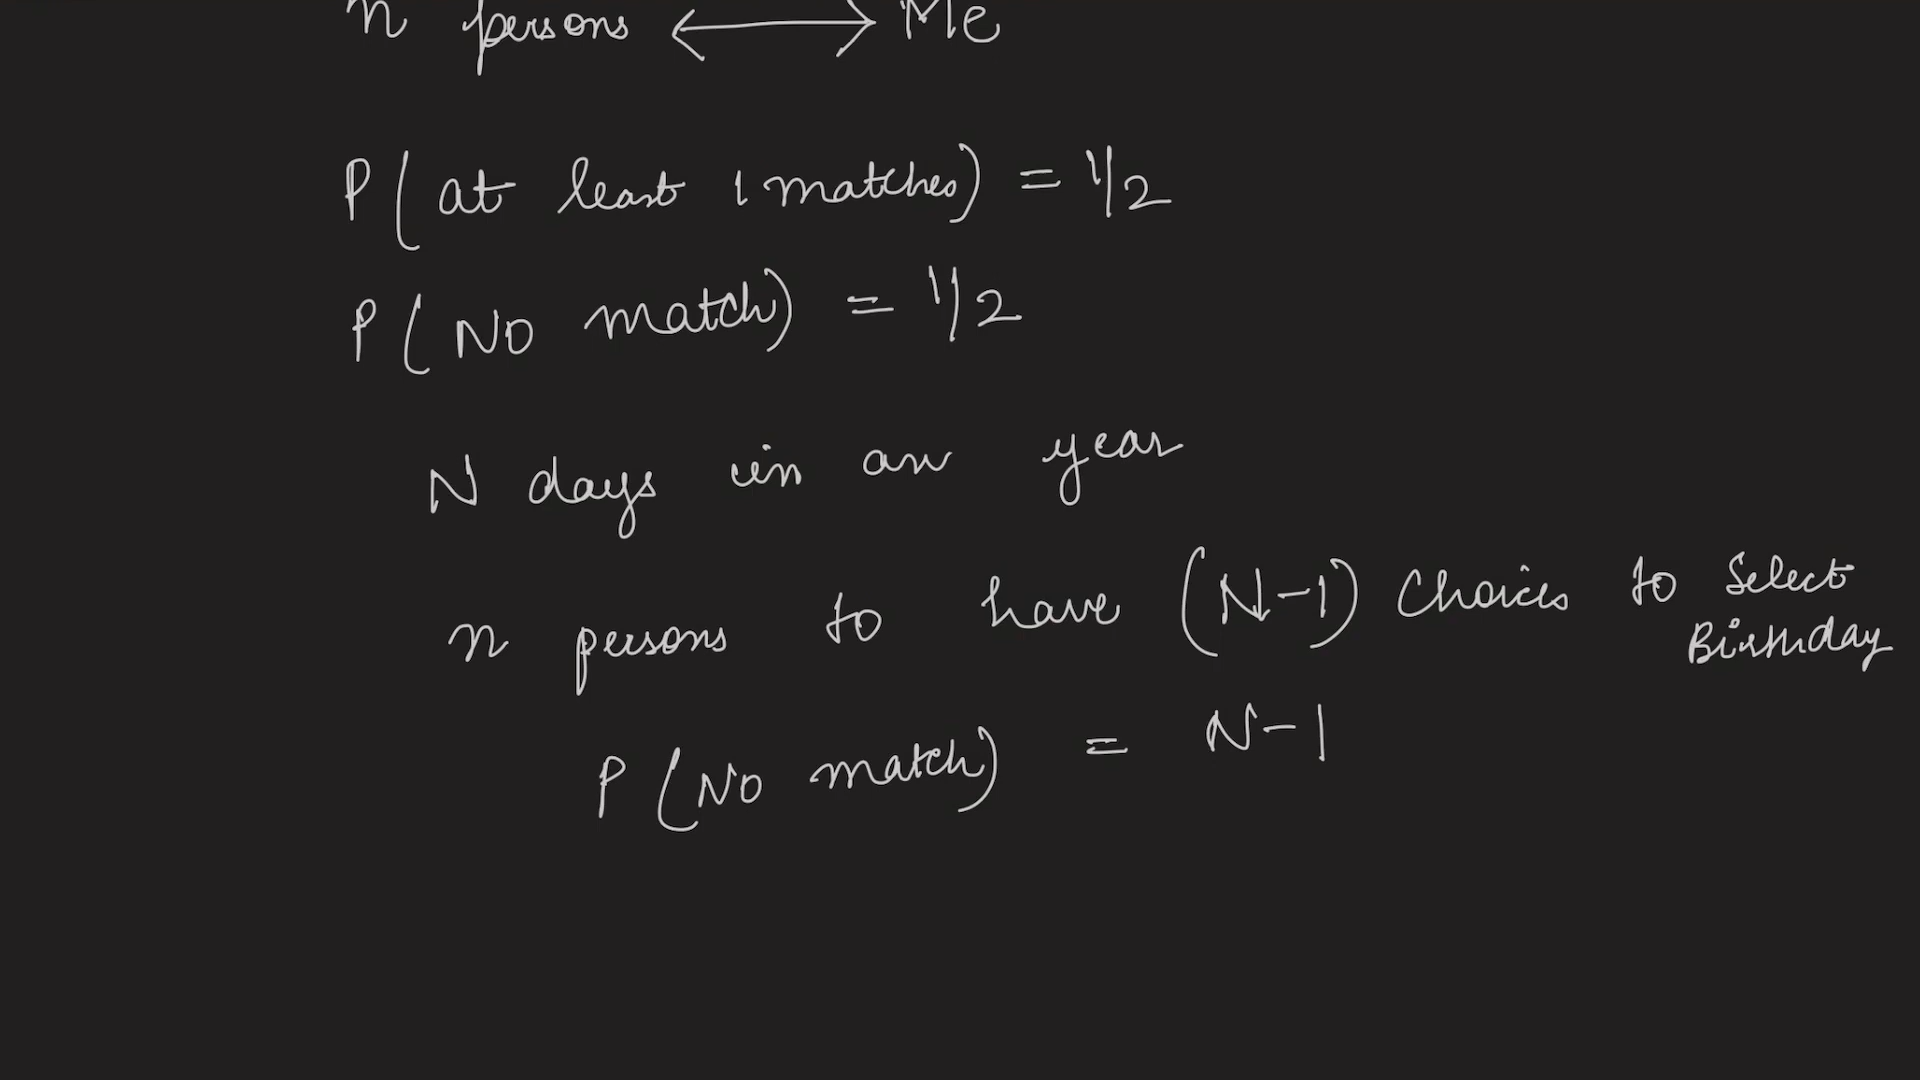 n persons ⟷ Me
P( at least 1 matches) = 1/2
P( NO match) = 1/2
N days in an year
n persons to have (N-1) Choices to Select
Birthday
P (NO match) = N-1